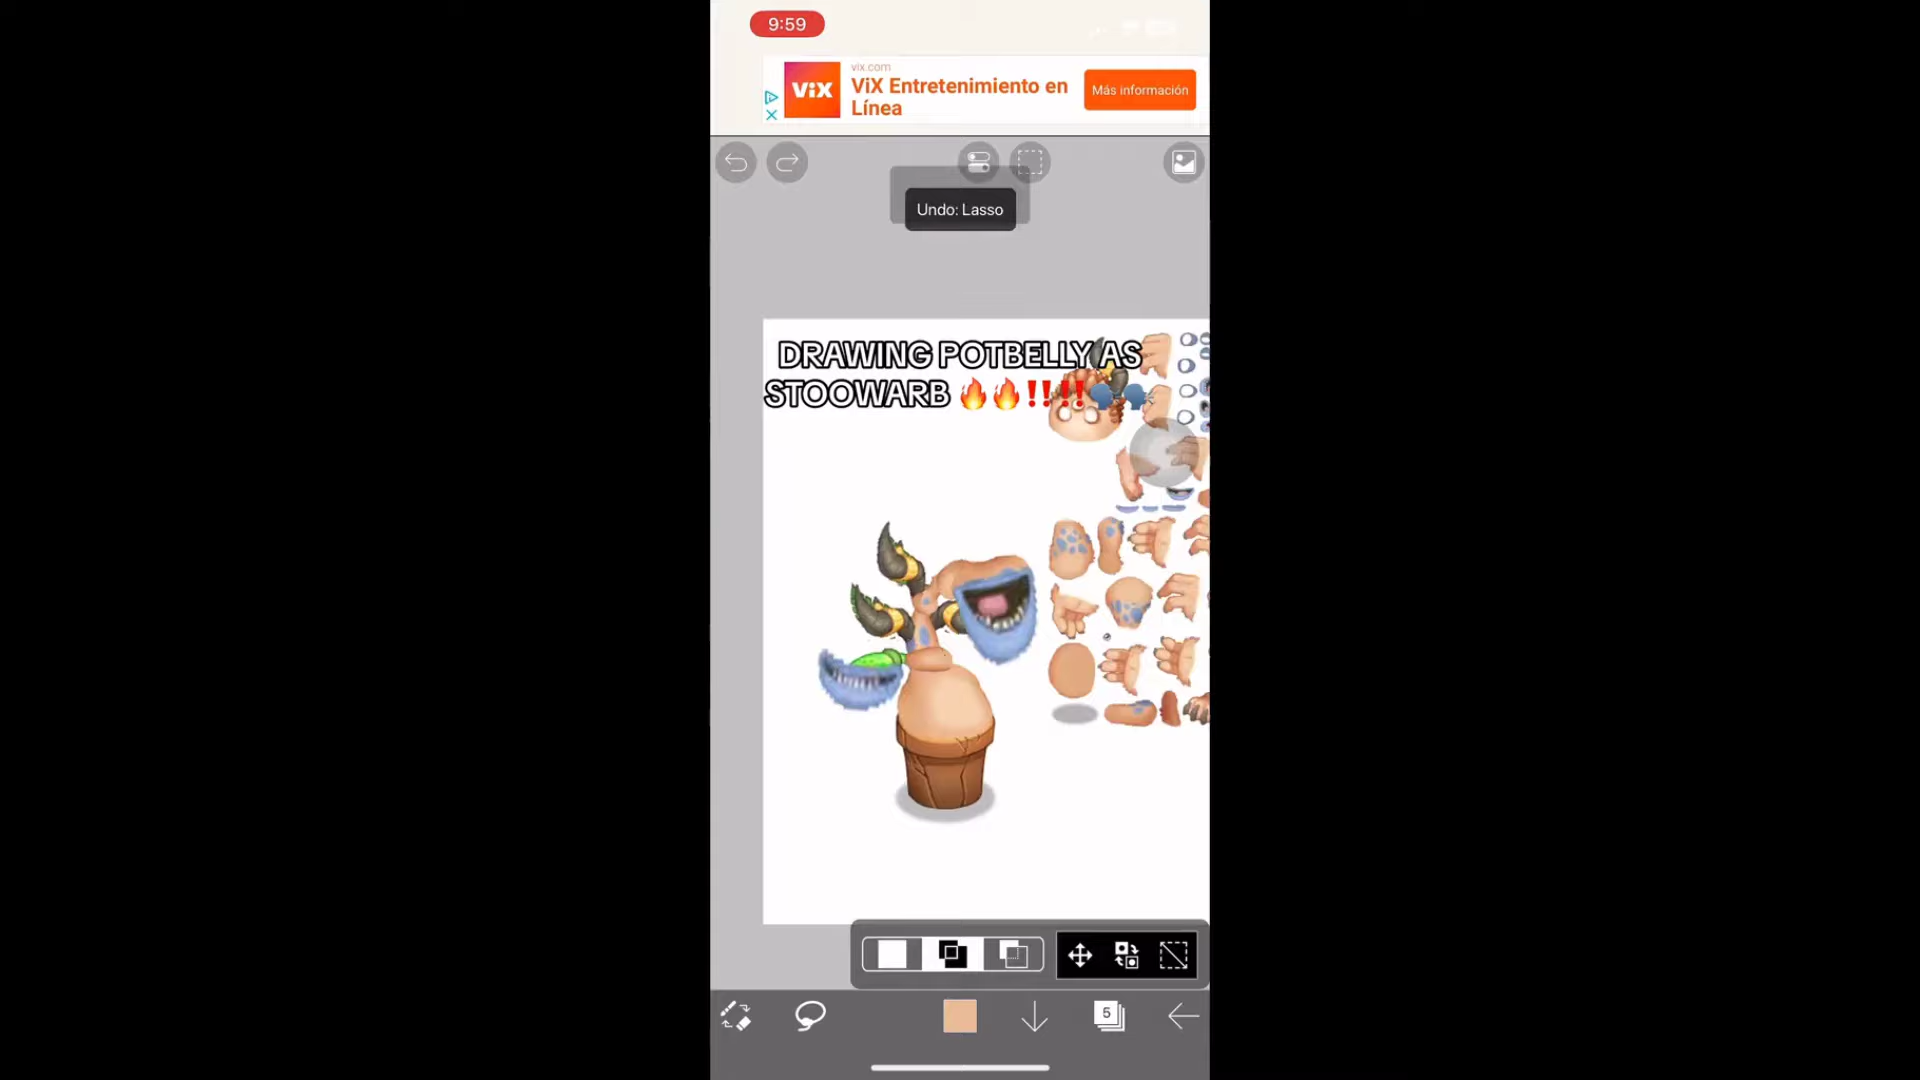 9:59
vix.com
ViX
ViX Entretenimiento en
Línea
Más información
Undo: Lasso
DRAWING POTBELLY AS
STOOWARB 🔥🔥‼️‼️🗣️🗣️
5